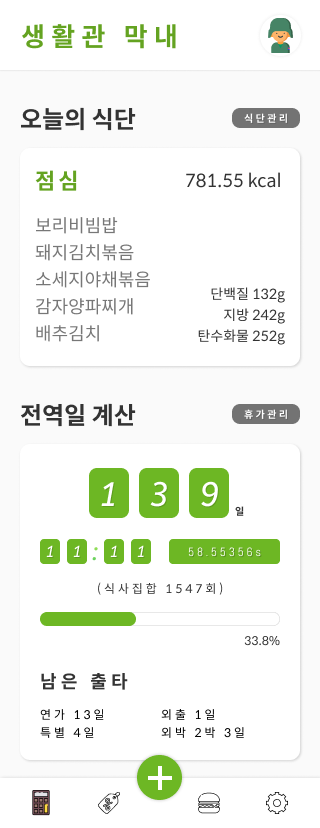 생활관 막내
오늘의 식단
식단관리
점심
781.55 kcal
보리비빔밥
돼지김치볶음
소세지야채볶음
감자양파찌개
배추김치
단백질 132g
지방 242g
탄수화물 252g
전역일 계산
휴가관리
1 3 9 일
1 1 : 1 1 58.55356s
(식사집합 1547회)
33.8%
남은 출타
연가 13일 외출 1일
특별 4일 외박 2박 3일